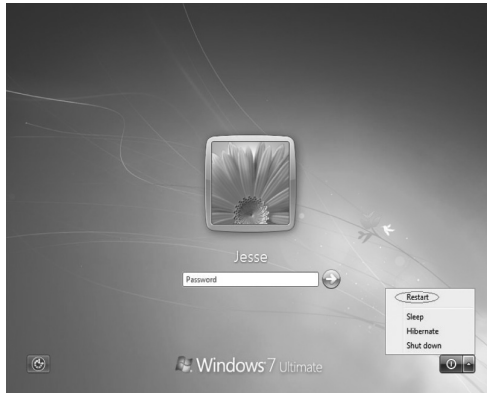 Jesse
Password
Restart
Sleep
Hibernate
Shut down
Windows 7 Ultimate